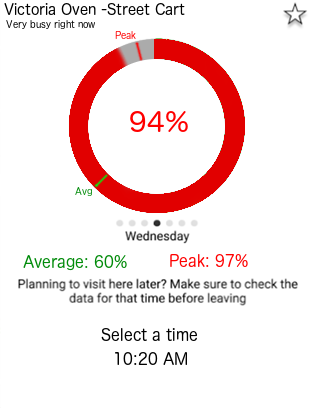 Victoria Oven -Street Cart
Very busy right now
Peak
94%
Avg
Wednesday
Average: 60%
Peak: 97%
Planning to visit here later? Make sure to check the
data for that time before leaving
Select a time
10:20 AM